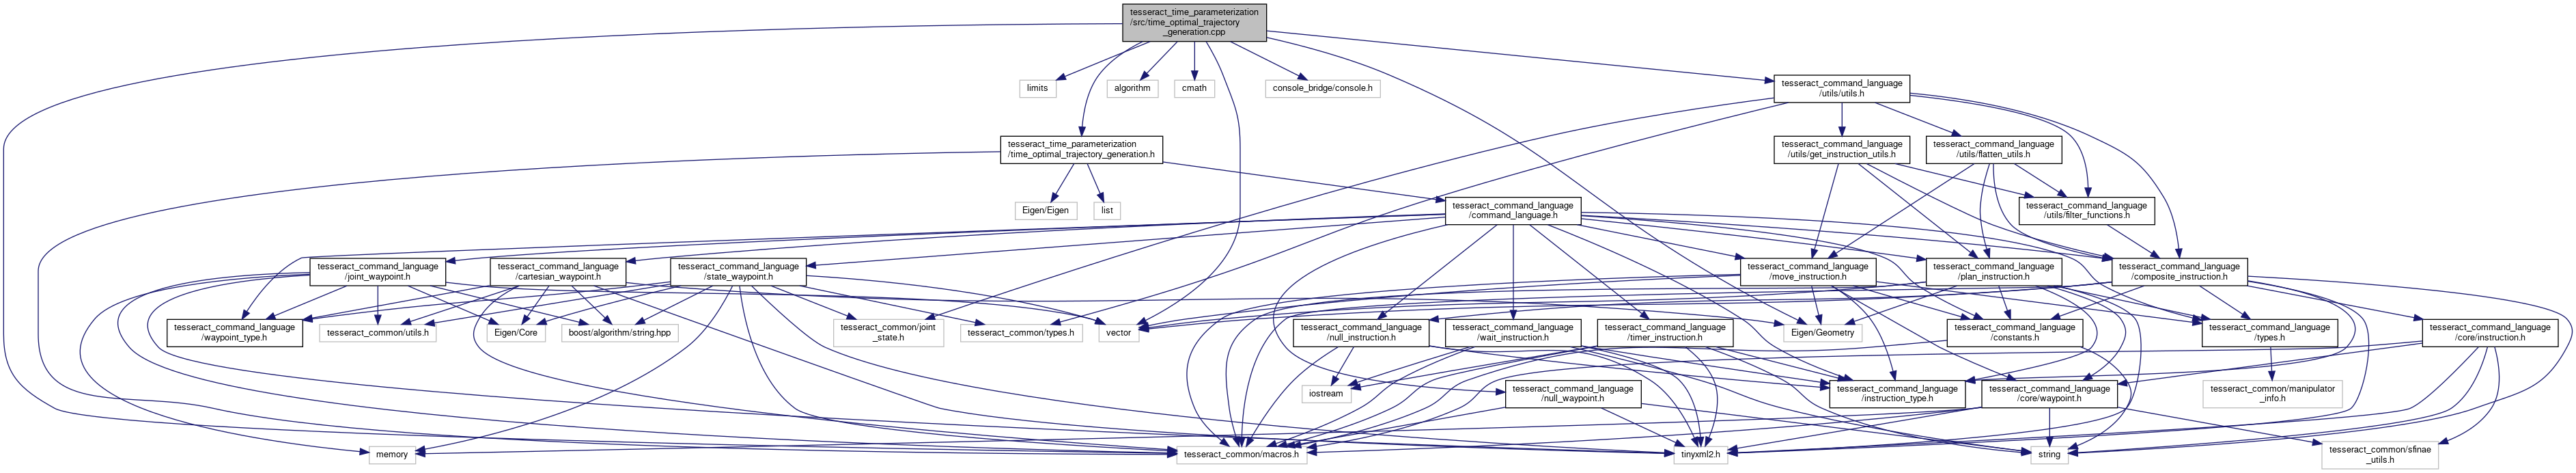 tesseract_time_parameterization
/src/time_optimal_trajectory
_generation.cpp
limits
algorithm
cmath
console_bridge/console.h
tesseract_command_language
/utils/utils.h
tesseract_time_parameterization
/time_optimal_trajectory_generation.h
tesseract_command_language
/utils/get_instruction_utils.h
tesseract_command_language
/utils/flatten_utils.h
Eigen/Eigen
list
tesseract_command_language
/command_language.h
tesseract_command_language
/utils/filter_functions.h
tesseract_command_language
/joint_waypoint.h
tesseract_command_language
/cartesian_waypoint.h
tesseract_command_language
/state_waypoint.h
tesseract_command_language
/move_instruction.h
tesseract_command_language
/plan_instruction.h
tesseract_command_language
/composite_instruction.h
tesseract_command_language
/waypoint_type.h
tesseract_common/utils.h
Eigen/Core
boost/algorithm/string.hpp
tesseract_common/joint
_state.h
tesseract_common/types.h
vector
tesseract_command_language
/null_instruction.h
tesseract_command_language
/wait_instruction.h
tesseract_command_language
/timer_instruction.h
Eigen/Geometry
tesseract_command_language
/constants.h
tesseract_command_language
/types.h
tesseract_command_language
/core/instruction.h
iostream
tesseract_command_language
/null_waypoint.h
tesseract_command_language
/instruction_type.h
tesseract_command_language
/core/waypoint.h
tesseract_common/manipulator
_info.h
memory
tesseract_common/macros.h
tinyxml2.h
string
tesseract_common/sfinae
_utils.h